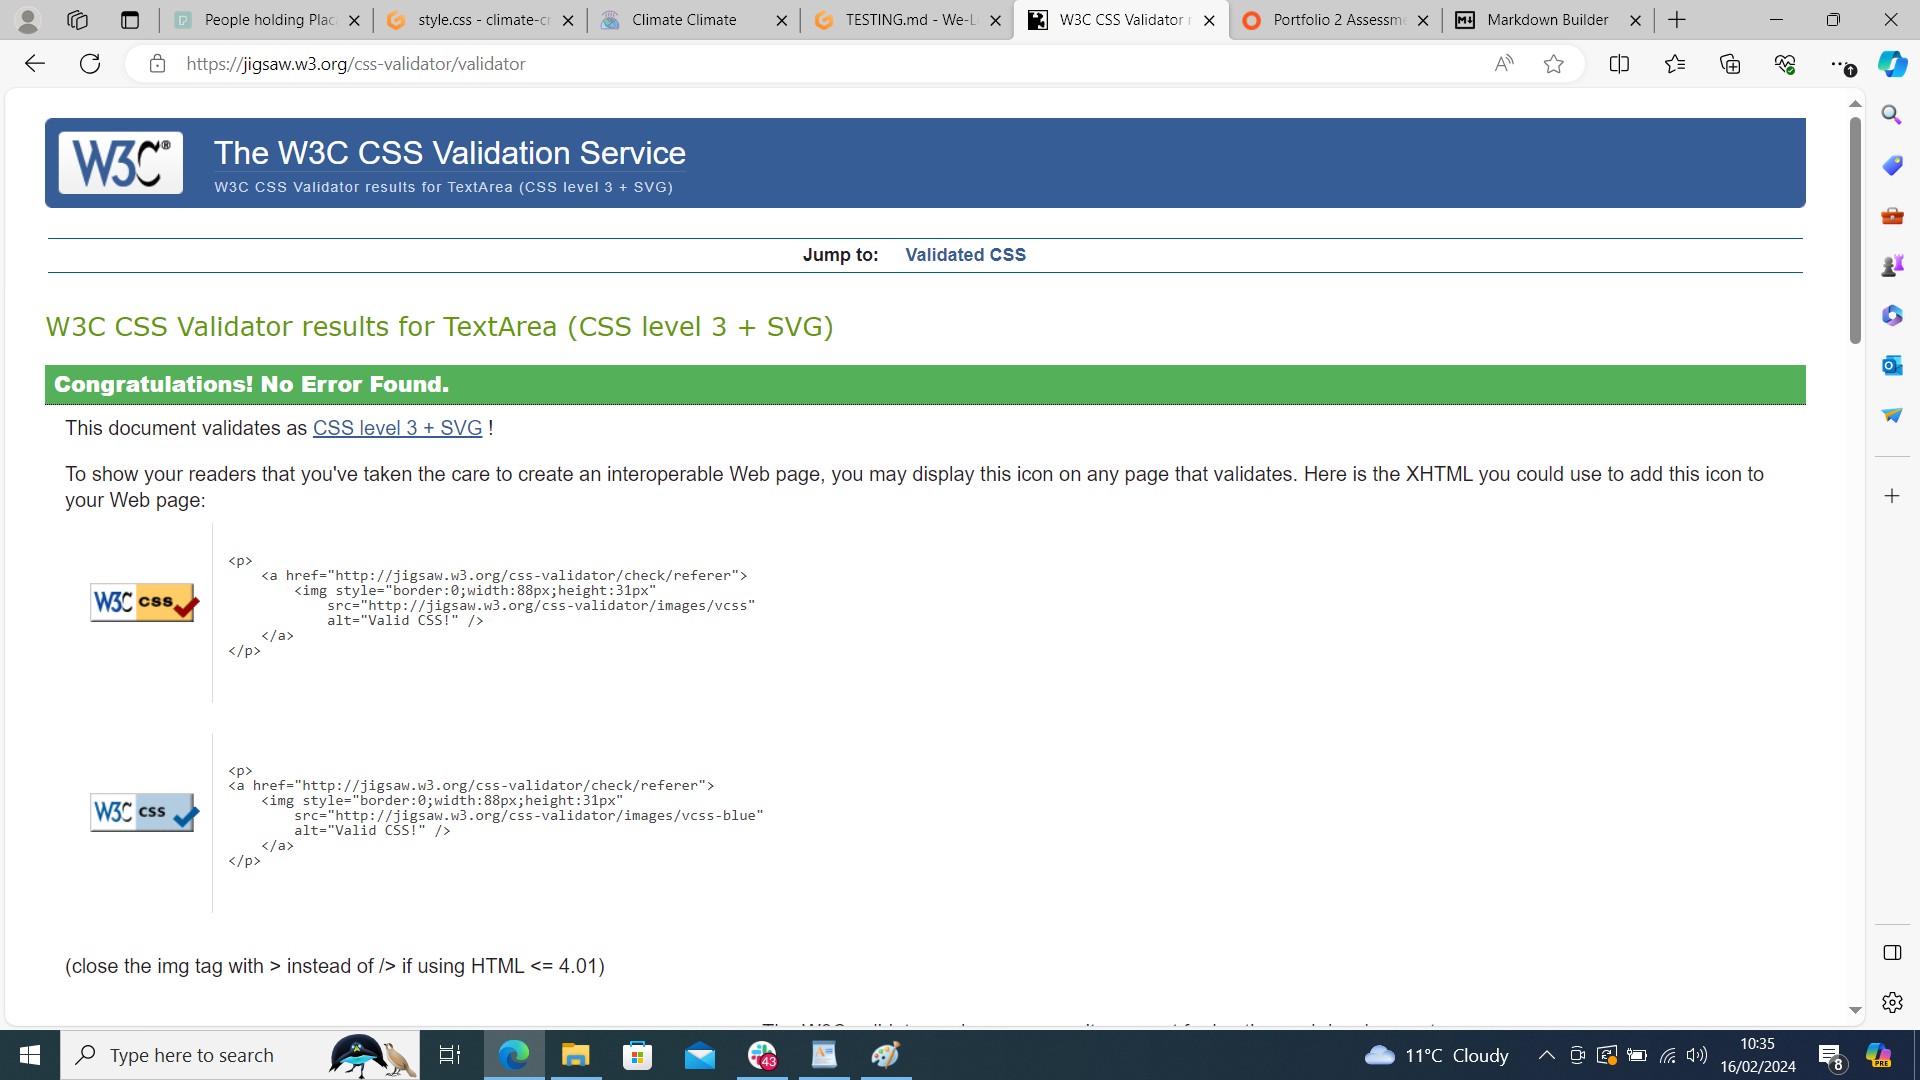 People holding Plac
style.css - climate-cr
Climate Climate
TESTING.md - We-L
W3C CSS Validator r
Portfolio 2 Assessme
Markdown Builder
https://jigsaw.w3.org/css-validator/validator
W3C®
The W3C CSS Validation Service
W3C CSS Validator results for TextArea (CSS level 3 + SVG)
Jump to: Validated CSS
W3C CSS Validator results for TextArea (CSS level 3 + SVG)
Congratulations! No Error Found.
This document validates as CSS level 3 + SVG !
To show your readers that you've taken the care to create an interoperable Web page, you may display this icon on any page that validates. Here is the XHTML you could use to add this icon to
your Web page:
W3C css
<p>
<a href="http://jigsaw.w3.org/css-validator/check/referer">
<img style="border:0;width:88px;height:31px"
src="http://jigsaw.w3.org/css-validator/images/vcss"
alt="Valid CSS!" />
</a>
</p>
W3C css
<p>
<a href="http://jigsaw.w3.org/css-validator/check/referer">
<img style="border:0;width:88px;height:31px"
src="http://jigsaw.w3.org/css-validator/images/vcss-blue"
alt="Valid CSS!" />
</a>
</p>
(close the img tag with > instead of /> if using HTML <= 4.01)
Type here to search
43
11°C Cloudy
10:35
16/02/2024
8
PRE